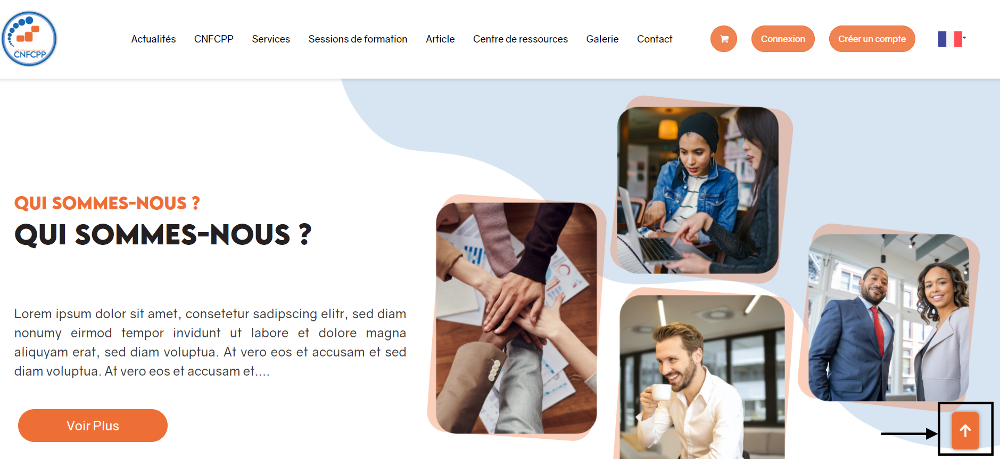 CNFCPP
Actualités
CNFCPP
Services
Sessions de formation
Article
Centre de ressources
Galerie
Contact
Connexion
Créer un compte
QUI SOMMES-NOUS ?
QUI SOMMES-NOUS ?
Lorem ipsum dolor sit amet, consetetur sadipscing elitr, sed diam
nonumy eirmod tempor invidunt ut labore et dolore magna
aliquyam erat, sed diam voluptua. At vero eos et accusam et sed
diam voluptua. At vero eos et accusam et....
Voir Plus